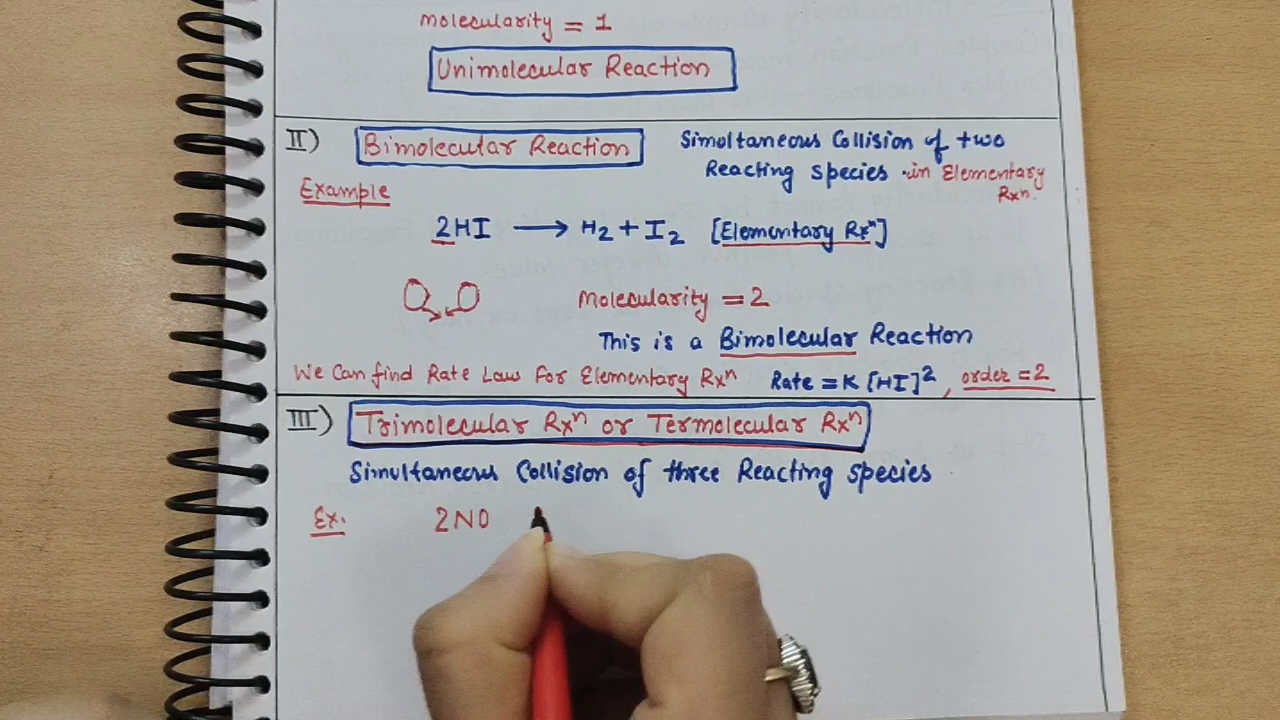 Molecularity = 1
Unimolecular Reaction
II) Bimolecular Reaction Simultaneous Collision of two
Reacting Species in Elementary
Rxⁿ.
Example
2HI ⟶ H₂ + I₂ [Elementary Rxⁿ]
Molecularity = 2
This is a Bimolecular Reaction
We Can find Rate Law For Elementary Rxⁿ Rate = K [HI]², order = 2
III) Trimolecular Rxⁿ or Termolecular Rxⁿ
Simultaneous Collision of three Reacting species
Ex. 2NO